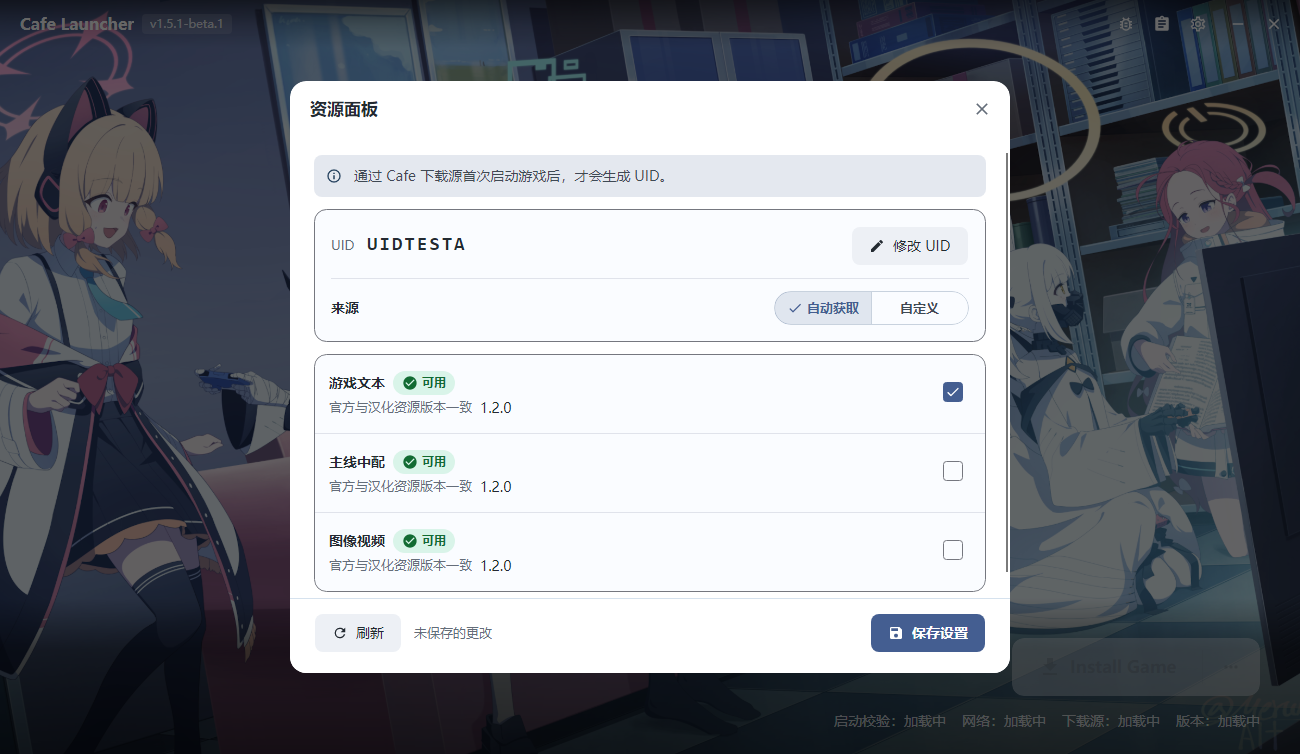 Cafe Launcher v1.5.1-beta.1
资源面板
通过 Cafe 下载源首次启动游戏后，才会生成 UID。
UID UIDTESTA
修改 UID
来源
自动获取
自定义
游戏文本 可用
官方与汉化资源版本一致 1.2.0
主线中配 可用
官方与汉化资源版本一致 1.2.0
图像视频 可用
官方与汉化资源版本一致 1.2.0
刷新
未保存的更改
保存设置
Install Game
启动校验：加载中 网络：加载中 下载源：加载中 版本：加载中